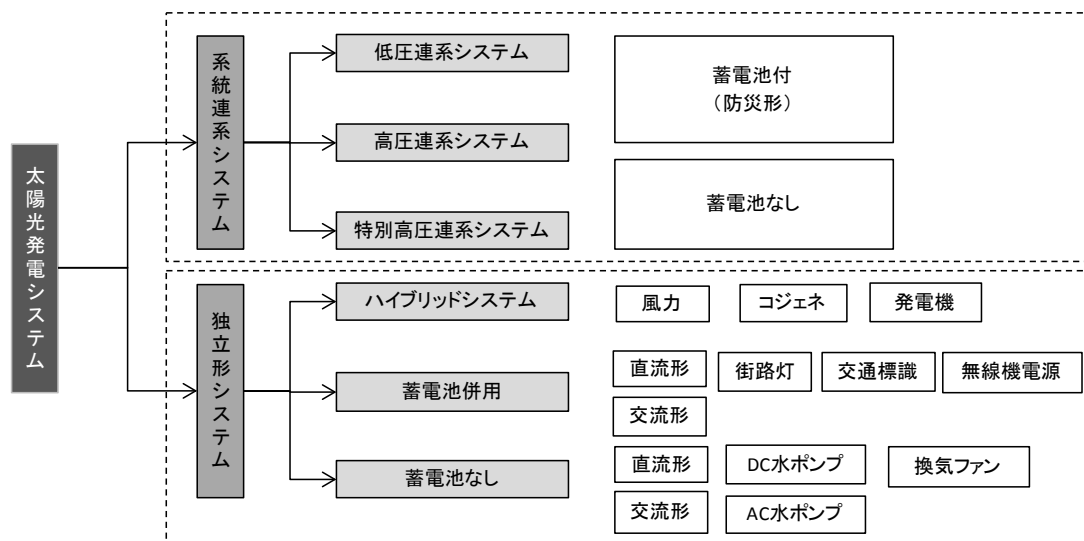 太陽光発電システム
系統連系システム
低圧連系システム
高圧連系システム
特別高圧連系システム
蓄電池付
（防災形）
蓄電池なし
独立形システム
ハイブリッドシステム
風力
コジェネ
発電機
蓄電池併用
直流形
街路灯
交通標識
無線機電源
交流形
蓄電池なし
直流形
DC水ポンプ
換気ファン
交流形
AC水ポンプ